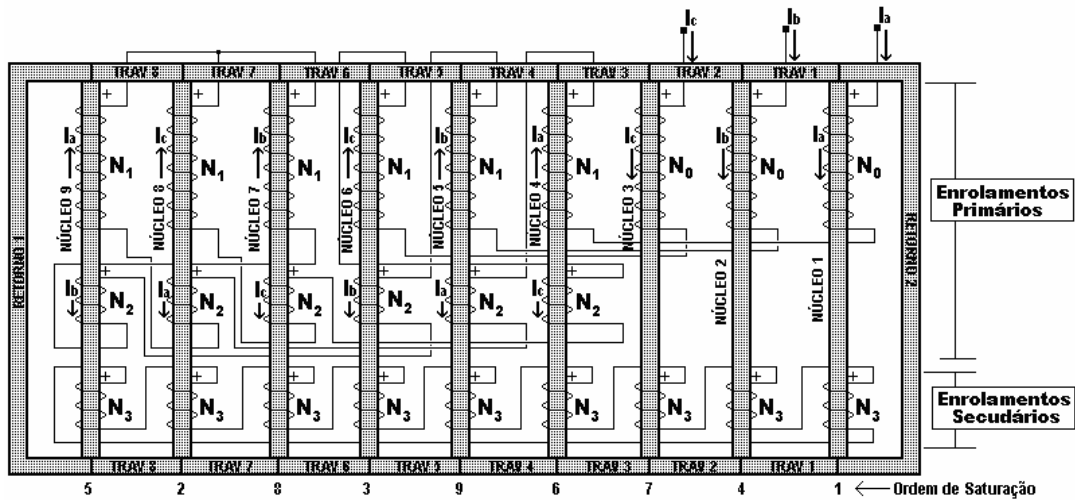 Ic Ib Ia
TRAV 8 TRAV 7 TRAV 6 TRAV 5 TRAV 4 TRAV 3 TRAV 2 TRAV 1
+ + + + + + + + +
Ia Ic Ib Ic Ib Ia Ic Ib Ia
N1 N1 N1 N1 N1 N1 N0 N0 N0
NÚCLEO 9 NÚCLEO 8 NÚCLEO 7 NÚCLEO 6 NÚCLEO 5 NÚCLEO 4 NÚCLEO 3 NÚCLEO 2 NÚCLEO 1
RETORNO 1
RETORNO 2
Enrolamentos
Primários
+ + + + + +
Ib Ia Ic Ib Ia Ic
N2 N2 N2 N2 N2 N2
+ + + + + + + + +
N3 N3 N3 N3 N3 N3 N3 N3 N3
Enrolamentos
Secudários
TRAV 8 TRAV 7 TRAV 6 TRAV 5 TRAV 4 TRAV 3 TRAV 2 TRAV 1
5 2 8 3 9 6 7 4 1 Ordem de Saturação